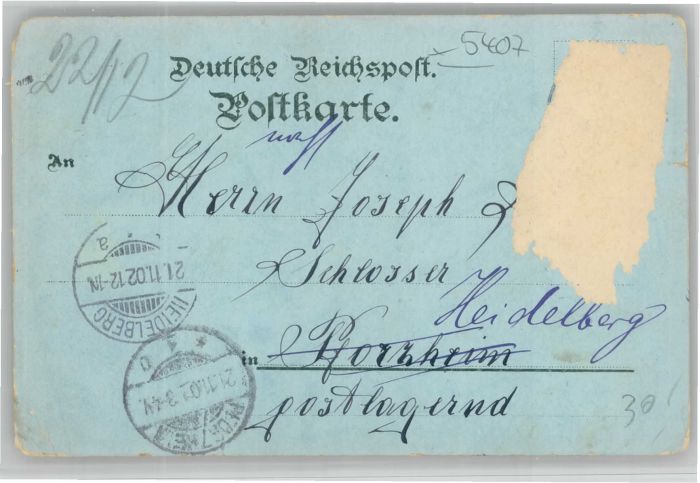 22/12
5407
Deutsche Reichspost.
Postkarte.
An
Herrn Joseph
Schlosser
Heidelberg
in Pforzheim
postlagernd
30
HEIDELBERG
21.11.02.12-1N.
a
21.11.02.3-4N.